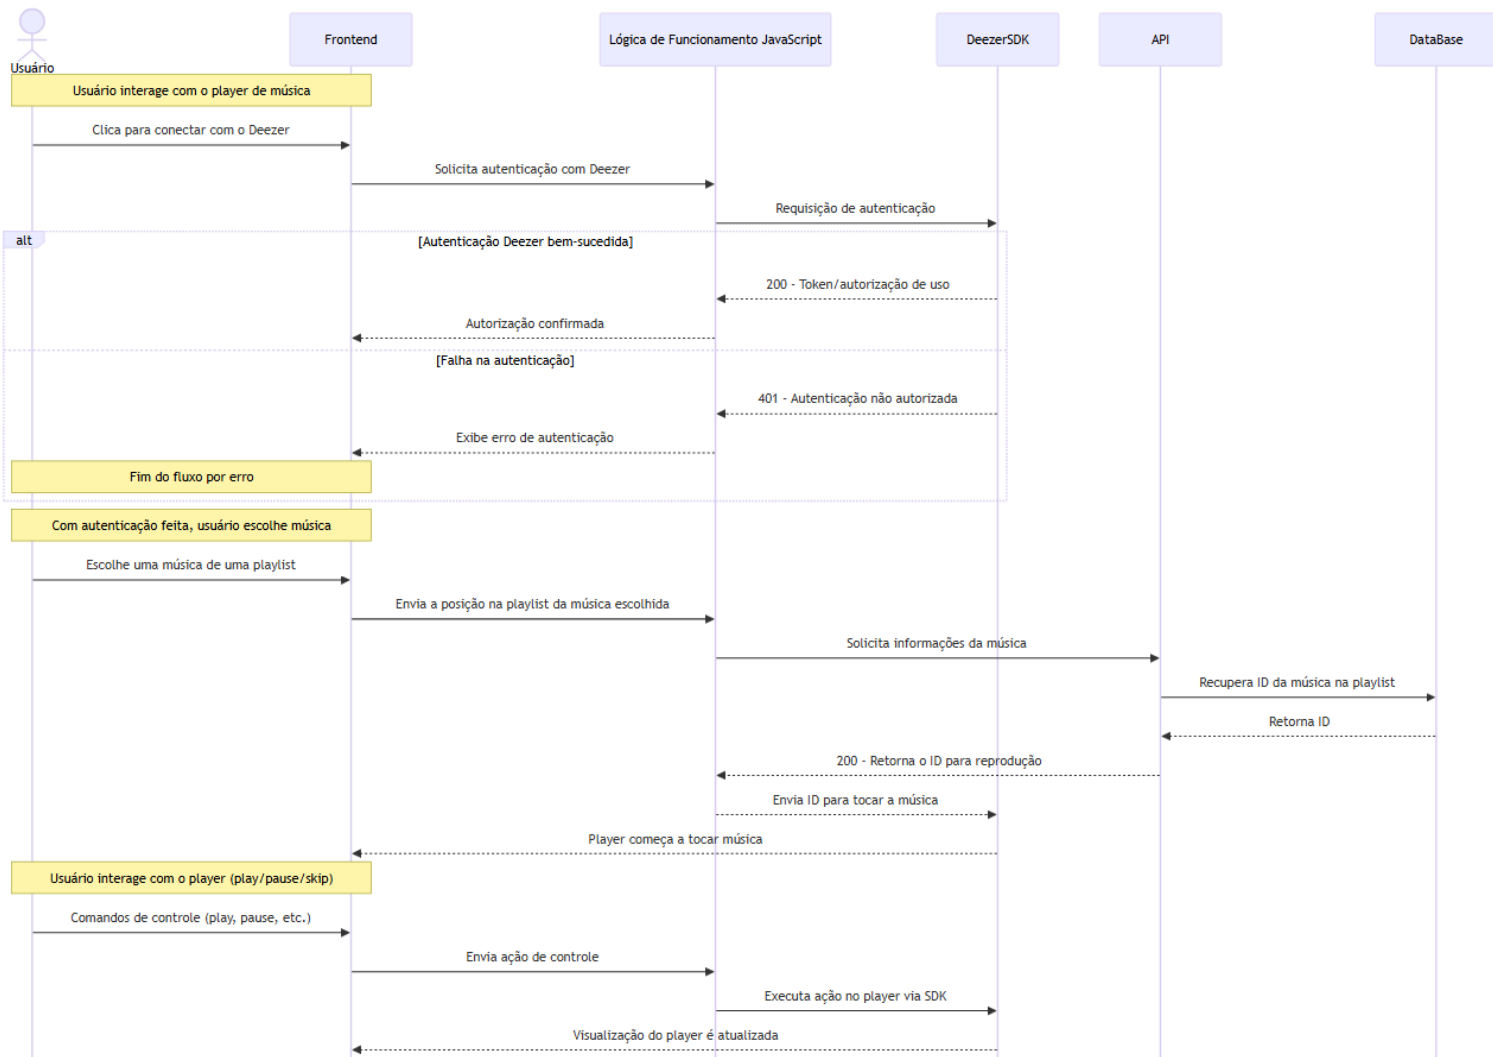 Usuário
Frontend
Lógica de Funcionamento JavaScript
DeezerSDK
API
DataBase
Usuário interage com o player de música
Clica para conectar com o Deezer
Solicita autenticação com Deezer
Requisição de autenticação
alt
[Autenticação Deezer bem-sucedida]
200 - Token/autorização de uso
Autorização confirmada
[Falha na autenticação]
401 - Autenticação não autorizada
Exibe erro de autenticação
Fim do fluxo por erro
Com autenticação feita, usuário escolhe música
Escolhe uma música de uma playlist
Envia a posição na playlist da música escolhida
Solicita informações da música
Recupera ID da música na playlist
Retorna ID
200 - Retorna o ID para reprodução
Envia ID para tocar a música
Player começa a tocar música
Usuário interage com o player (play/pause/skip)
Comandos de controle (play, pause, etc.)
Envia ação de controle
Executa ação no player via SDK
Visualização do player é atualizada